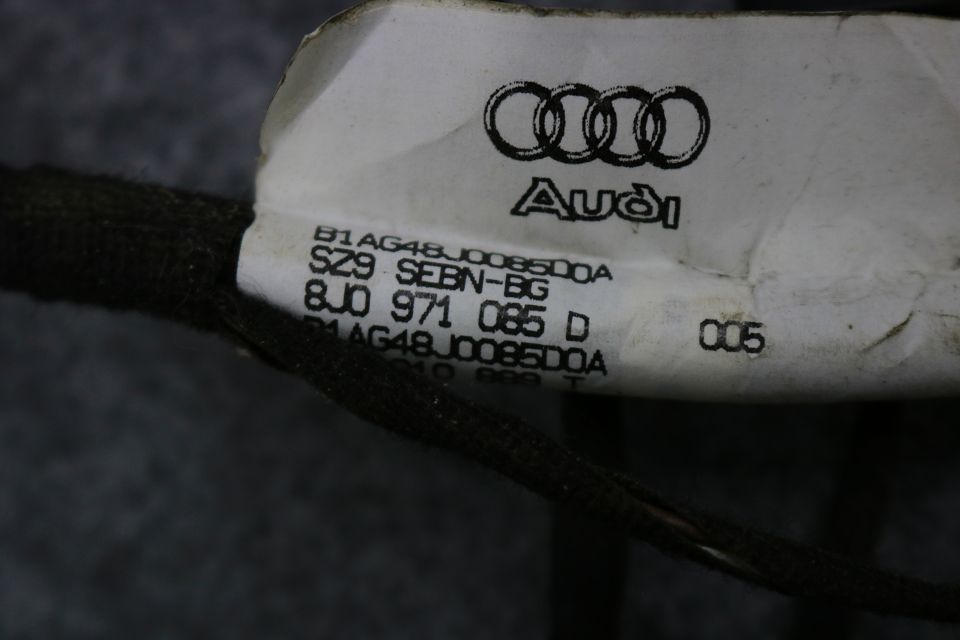 Audi
B1AG48J0085D0A
SZ9 SEBN-BG
8J0 971 085 D 005
B1AG48J0085D0A